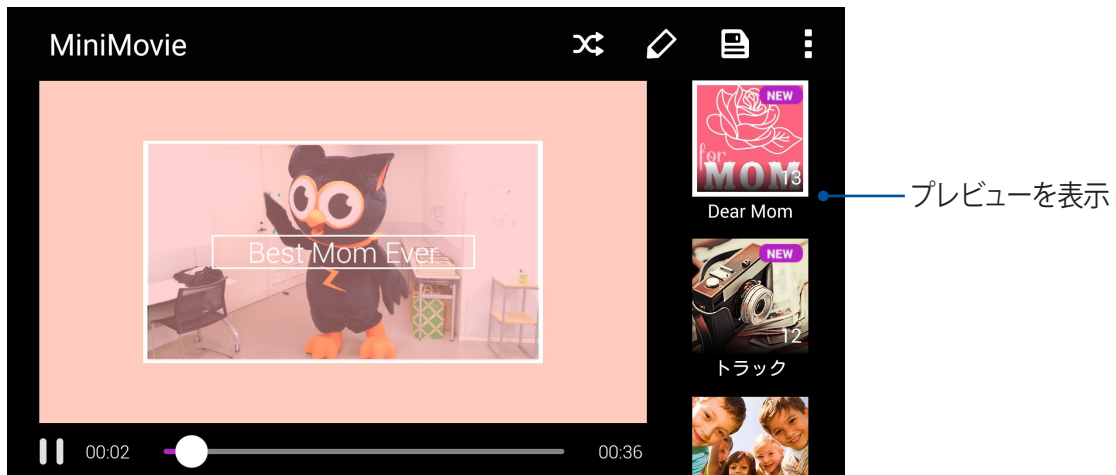 MiniMovie
NEW
for
MOM
13
Dear Mom
プレビューを表示
Best Mom Ever
NEW
12
トラック
00:02
00:36